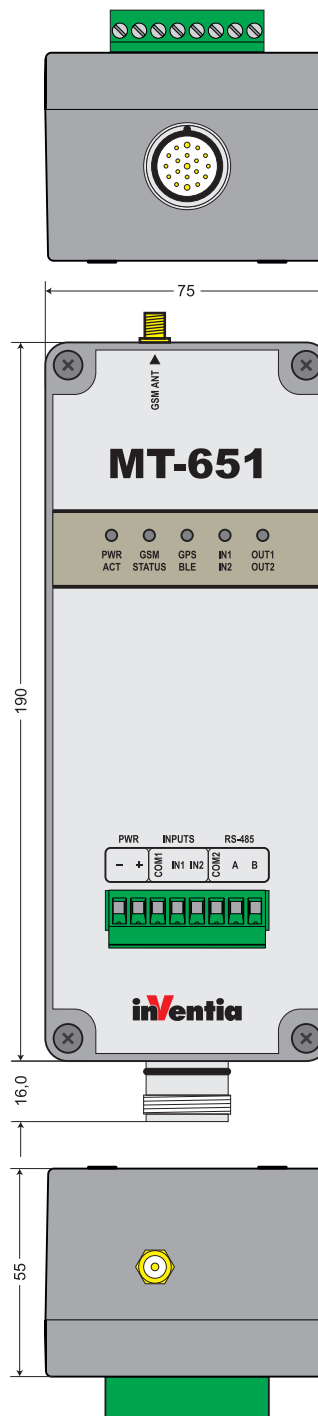 75
GSM ANT
MT-651
PWR GSM GPS IN1 OUT1
ACT STATUS BLE IN2 OUT2
190
PWR INPUTS RS-485
− + COM1 IN1 IN2 COM2 A B
inVentia
16,0
55